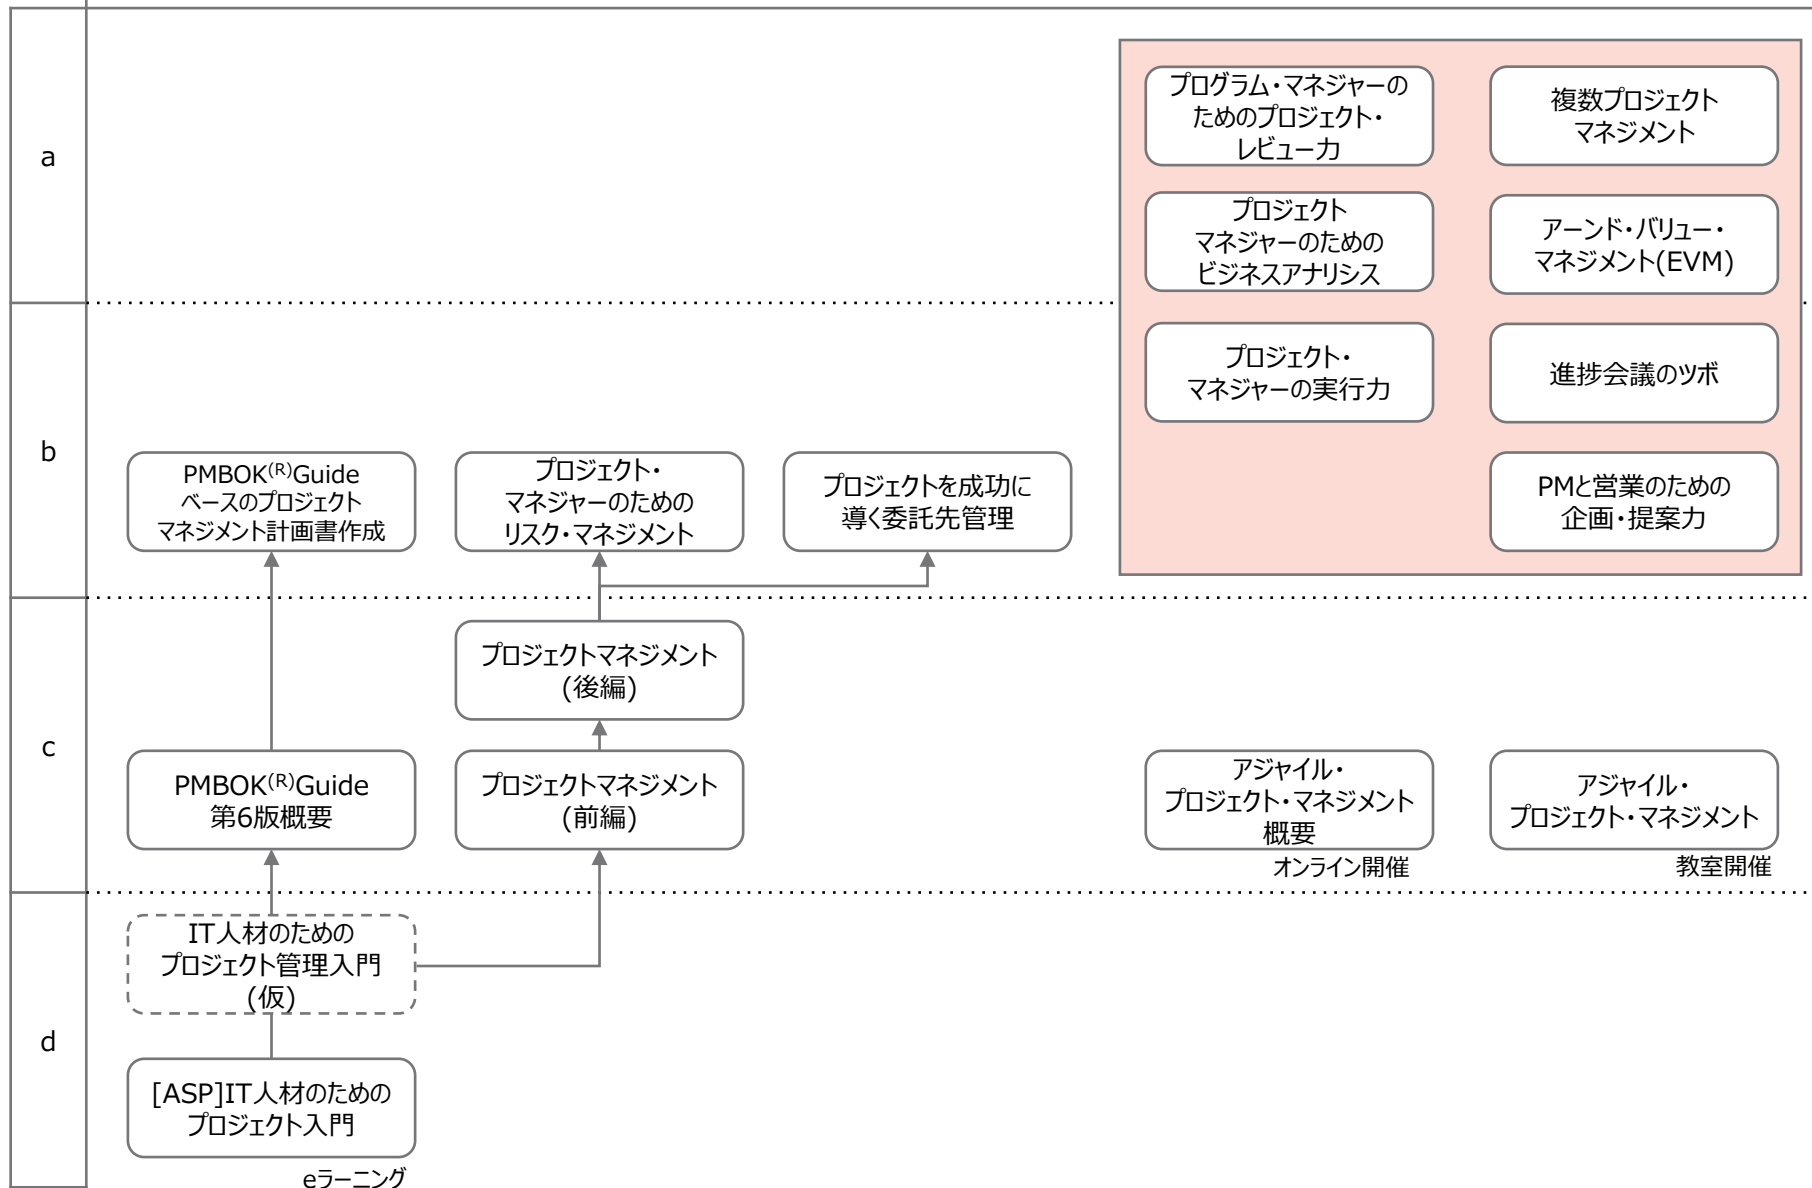 a
プログラム・マネジャーの
ためのプロジェクト・
レビュー力
複数プロジェクト
マネジメント
プロジェクト
マネジャーのための
ビジネスアナリシス
アーンド・バリュー・
マネジメント(EVM)
b
プロジェクト・
マネジャーの実行力
進捗会議のツボ
PMBOK(R)Guide
ベースのプロジェクト
マネジメント計画書作成
プロジェクト・
マネジャーのための
リスク・マネジメント
プロジェクトを成功に
導く委託先管理
PMと営業のための
企画・提案力
c
プロジェクトマネジメント
(後編)
PMBOK(R)Guide
第6版概要
プロジェクトマネジメント
(前編)
アジャイル・
プロジェクト・マネジメント
概要
オンライン開催
アジャイル・
プロジェクト・マネジメント
教室開催
d
IT人材のための
プロジェクト管理入門
(仮)
[ASP]IT人材のための
プロジェクト入門
eラーニング